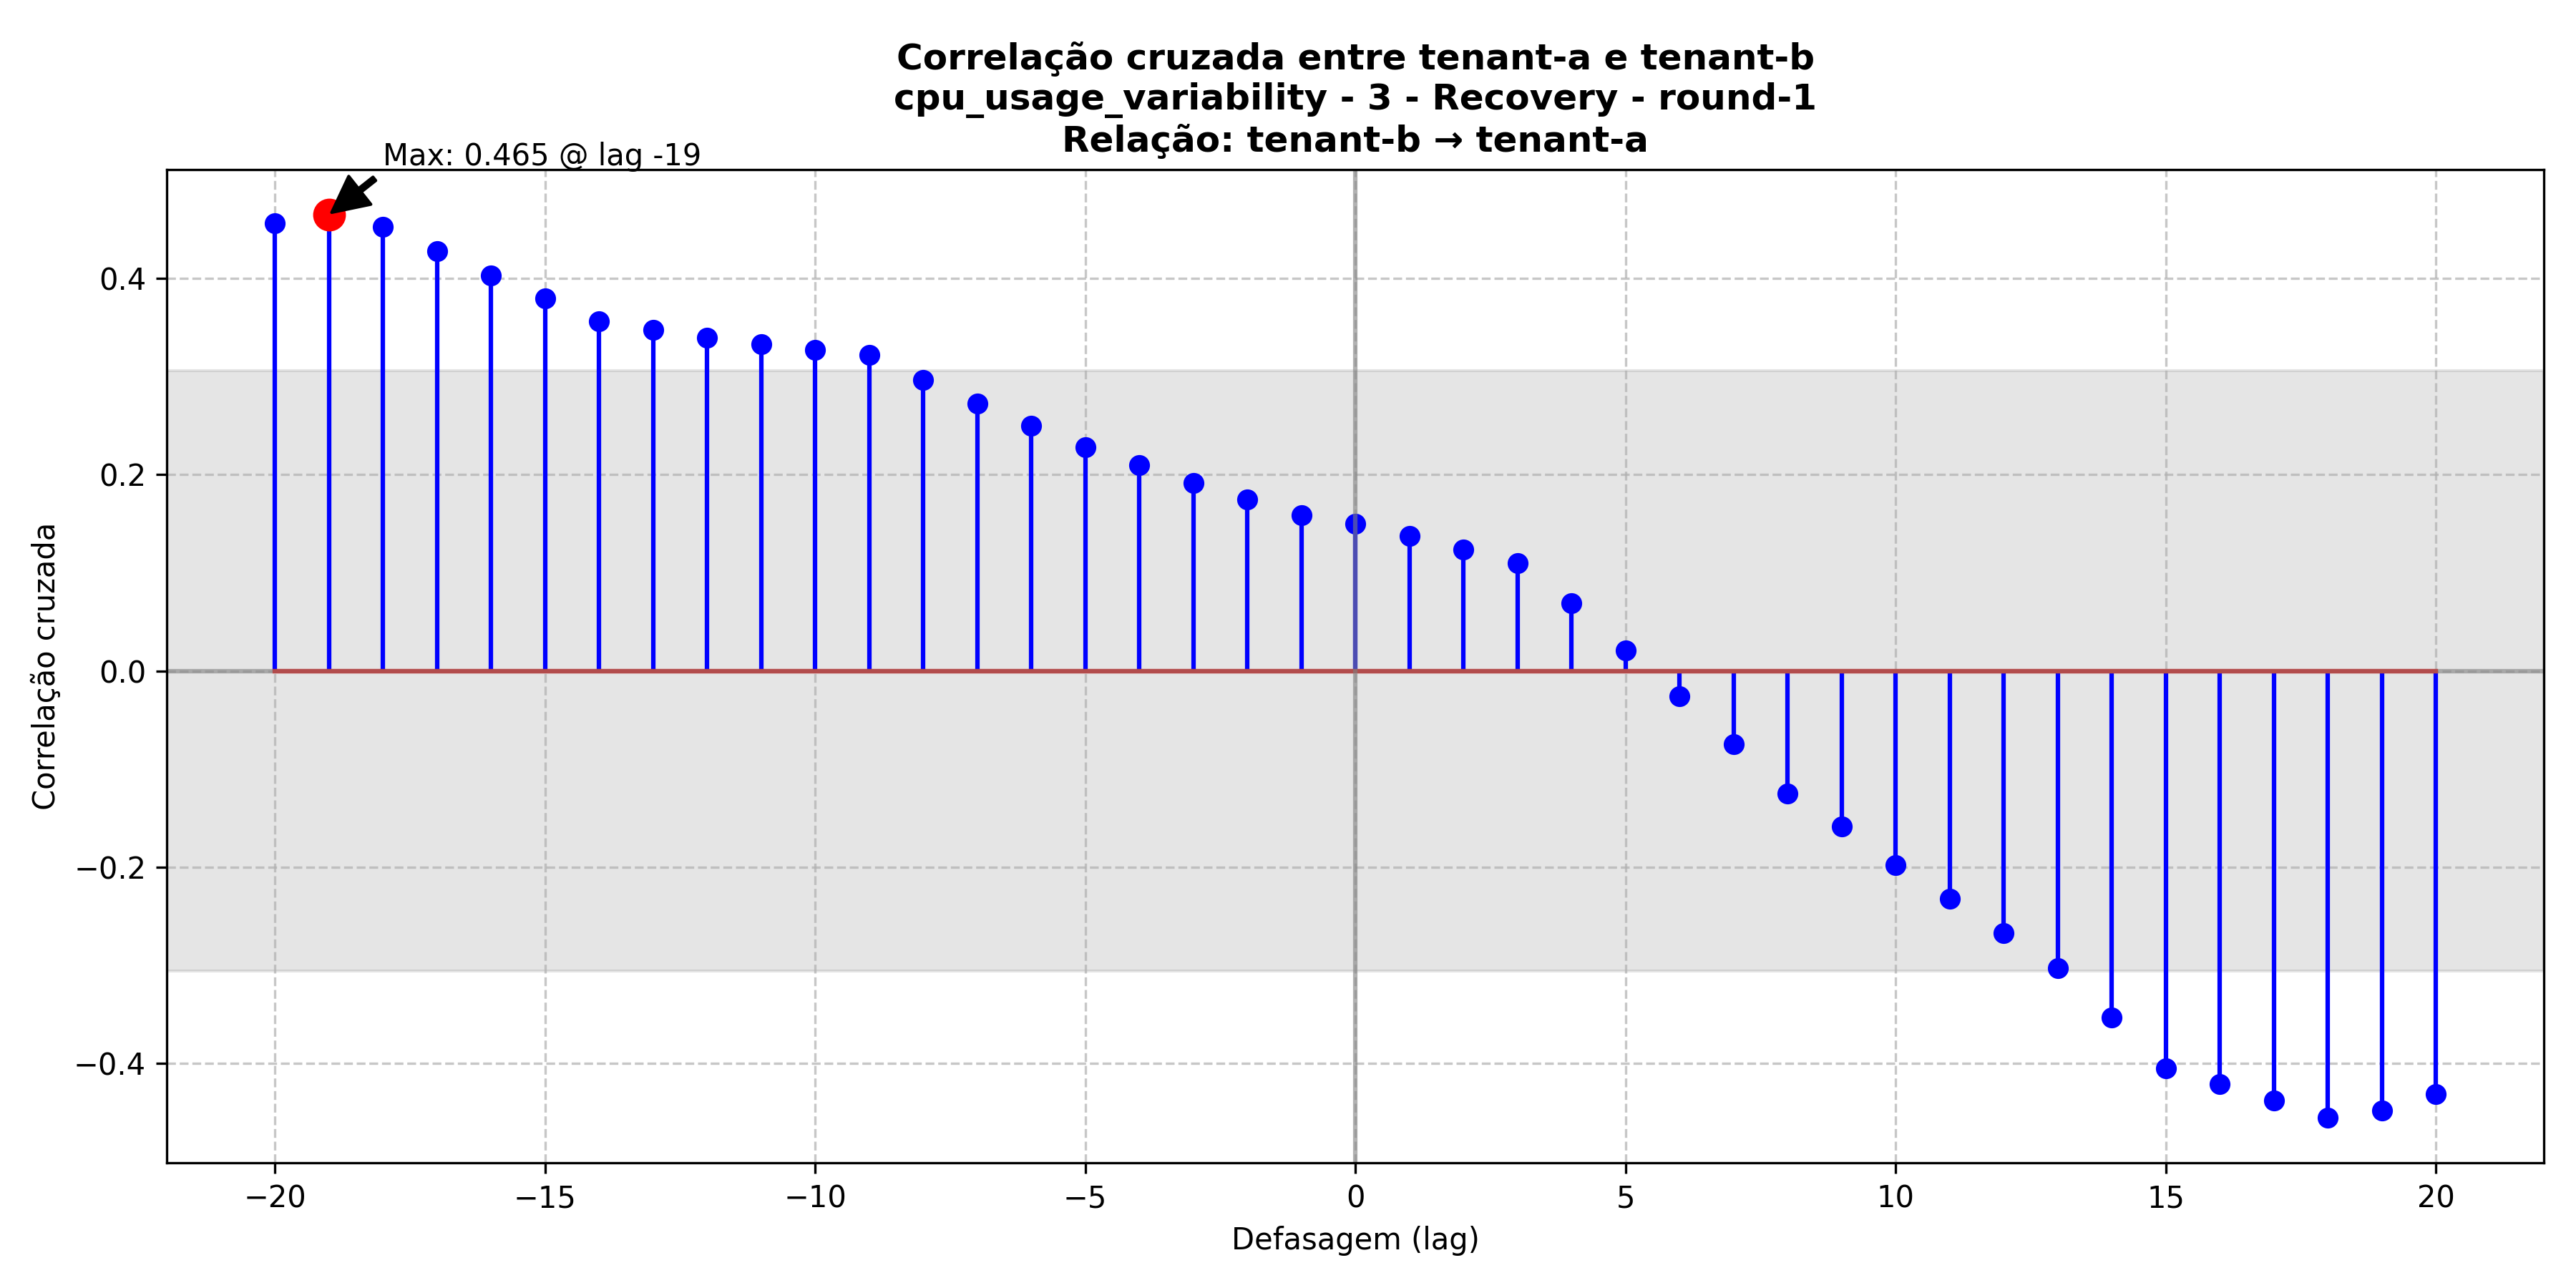 Correlação cruzada entre tenant-a e tenant-b
cpu_usage_variability - 3 - Recovery - round-1
Relação: tenant-b → tenant-a
Max: 0.465 @ lag -19
0.4
0.2
0.0
−0.2
−0.4
Correlação cruzada
−20 −15 −10 −5 0 5 10 15 20
Defasagem (lag)